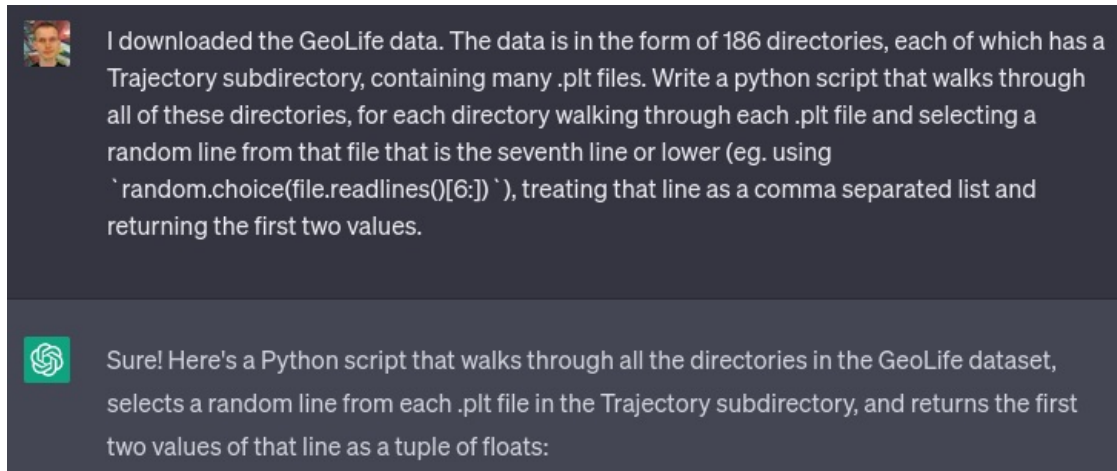 I downloaded the GeoLife data. The data is in the form of 186 directories, each of which has a
Trajectory subdirectory, containing many .plt files. Write a python script that walks through
all of these directories, for each directory walking through each .plt file and selecting a
random line from that file that is the seventh line or lower (eg. using
`random.choice(file.readlines()[6:])`), treating that line as a comma separated list and
returning the first two values.
Sure! Here's a Python script that walks through all the directories in the GeoLife dataset,
selects a random line from each .plt file in the Trajectory subdirectory, and returns the first
two values of that line as a tuple of floats: